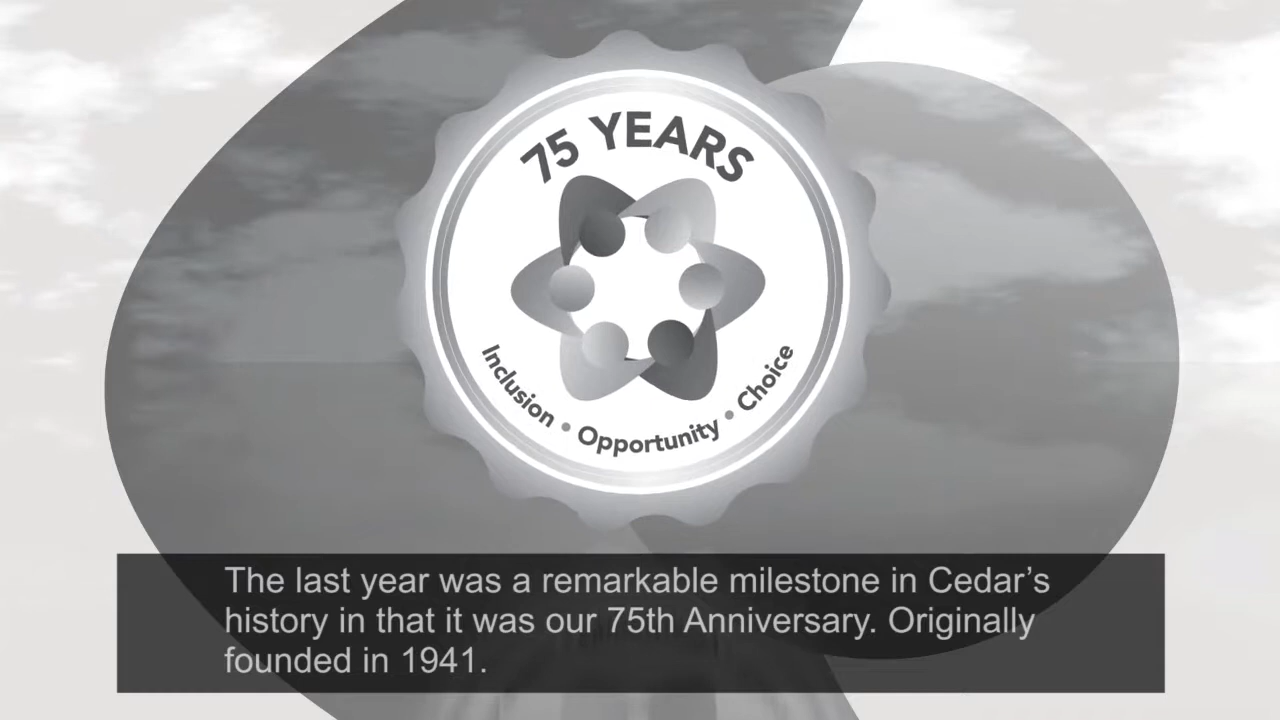 75 YEARS
Inclusion • Opportunity • Choice
The last year was a remarkable milestone in Cedar’s
history in that it was our 75th Anniversary. Originally
founded in 1941.